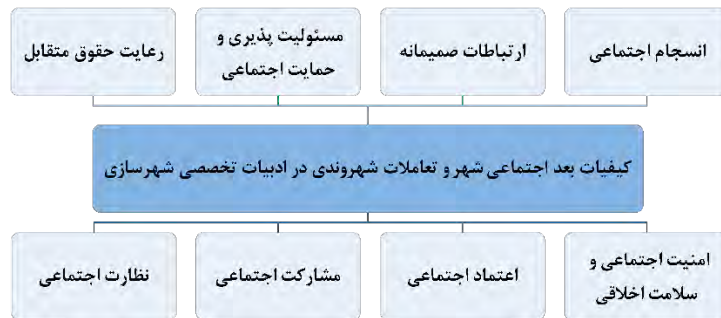 انسجام اجتماعی
ارتباطات صمیمانه
مسئولیت پذیری و
حمایت اجتماعی
رعایت حقوق متقابل
کیفیات بعد اجتماعی شهر و تعاملات شهروندی در ادبیات تخصصی شهرسازی
امنیت اجتماعی و
سلامت اخلاقی
اعتماد اجتماعی
مشارکت اجتماعی
نظارت اجتماعی